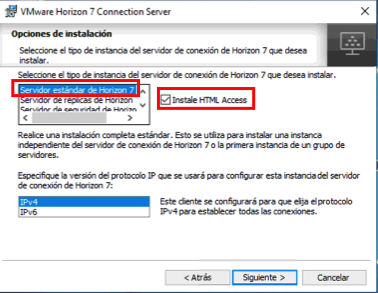 VMware Horizon 7 Connection Server
Opciones de instalación
Seleccione el tipo de instancia del servidor de conexión de Horizon 7 que desea
instalar.
Seleccione el tipo de instancia del servidor de conexión de Horizon 7 que desea instalar.
Servidor estándar de Horizon 7
Servidor de réplicas de Horizon
Servidor de seguridad de Horizon
Instale HTML Access
Realice una instalación completa estándar. Esto se utiliza para instalar una instancia
independiente del servidor de conexión de Horizon 7 o la primera instancia de un grupo de
servidores.
Especifique la versión del protocolo IP que se usará para configurar esta instancia del servidor
de conexión de Horizon 7:
IPv4
IPv6
Este cliente se configurará para que elija el protocolo
IPv4 para establecer todas las conexiones.
< Atrás
Siguiente >
Cancelar